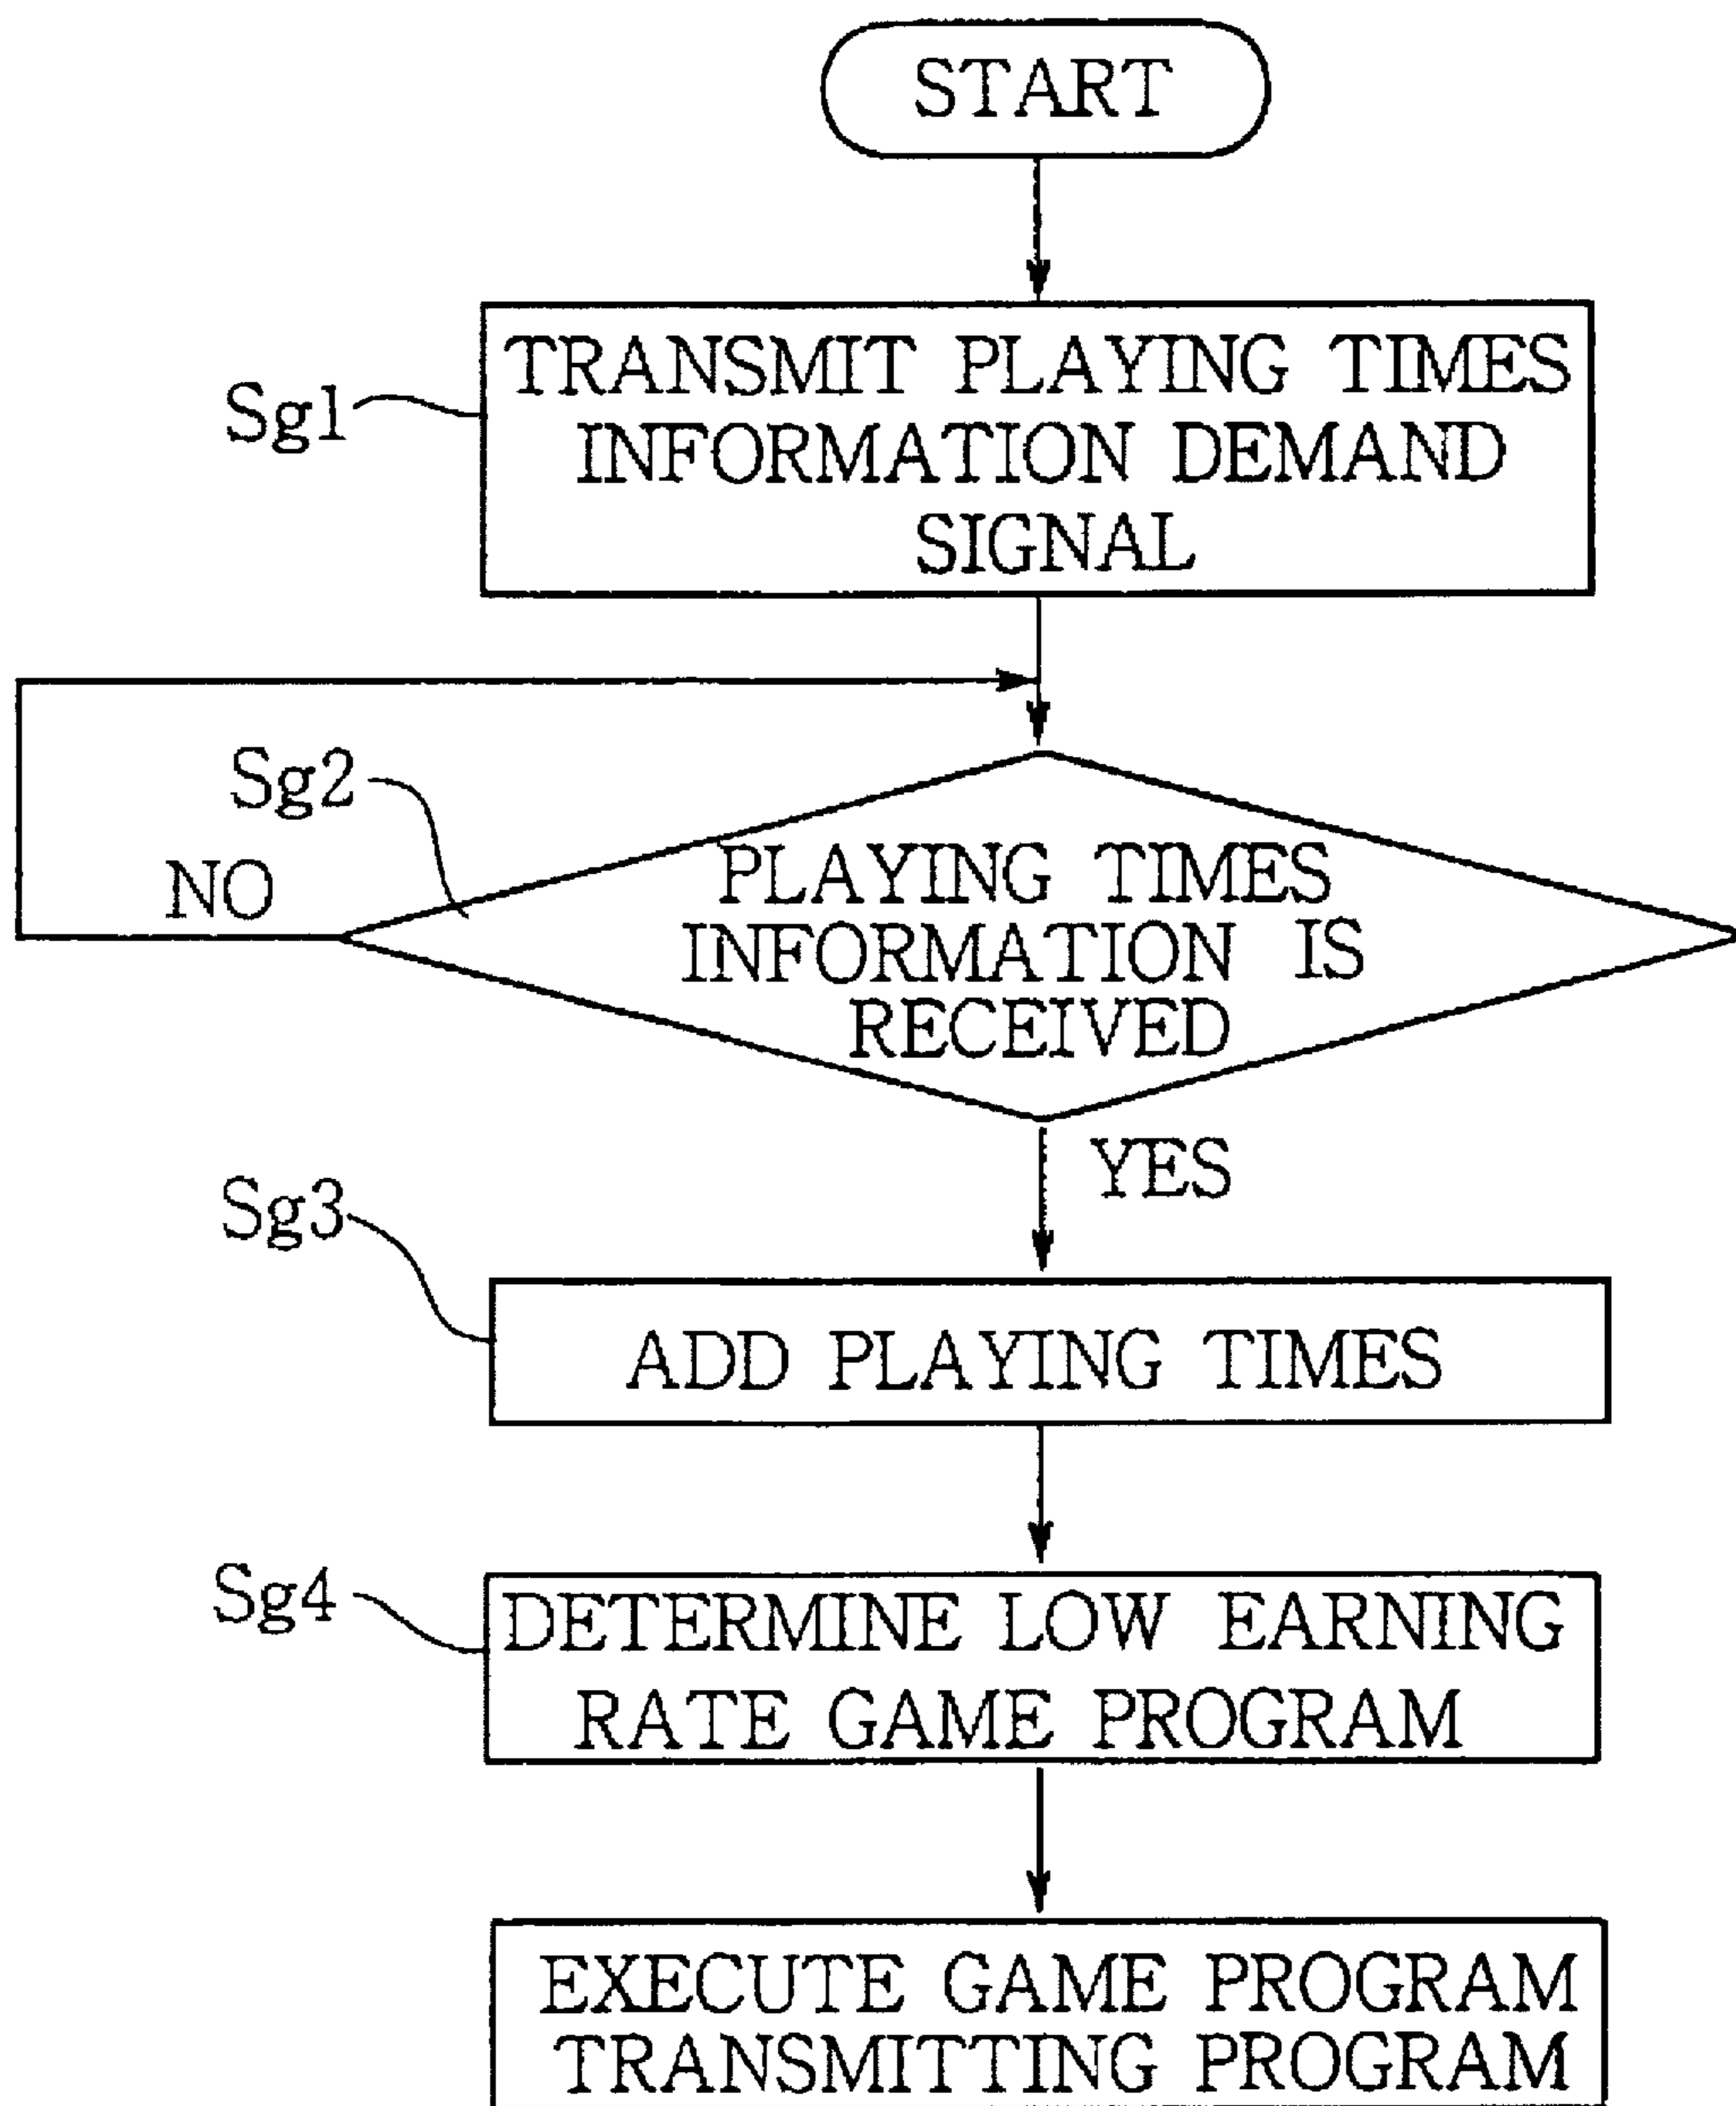 START
Sg1
TRANSMIT PLAYING TIMES
INFORMATION DEMAND
SIGNAL
Sg2
NO
PLAYING TIMES
INFORMATION IS
RECEIVED
YES
Sg3
ADD PLAYING TIMES
Sg4
DETERMINE LOW EARNING
RATE GAME PROGRAM
EXECUTE GAME PROGRAM
TRANSMITTING PROGRAM